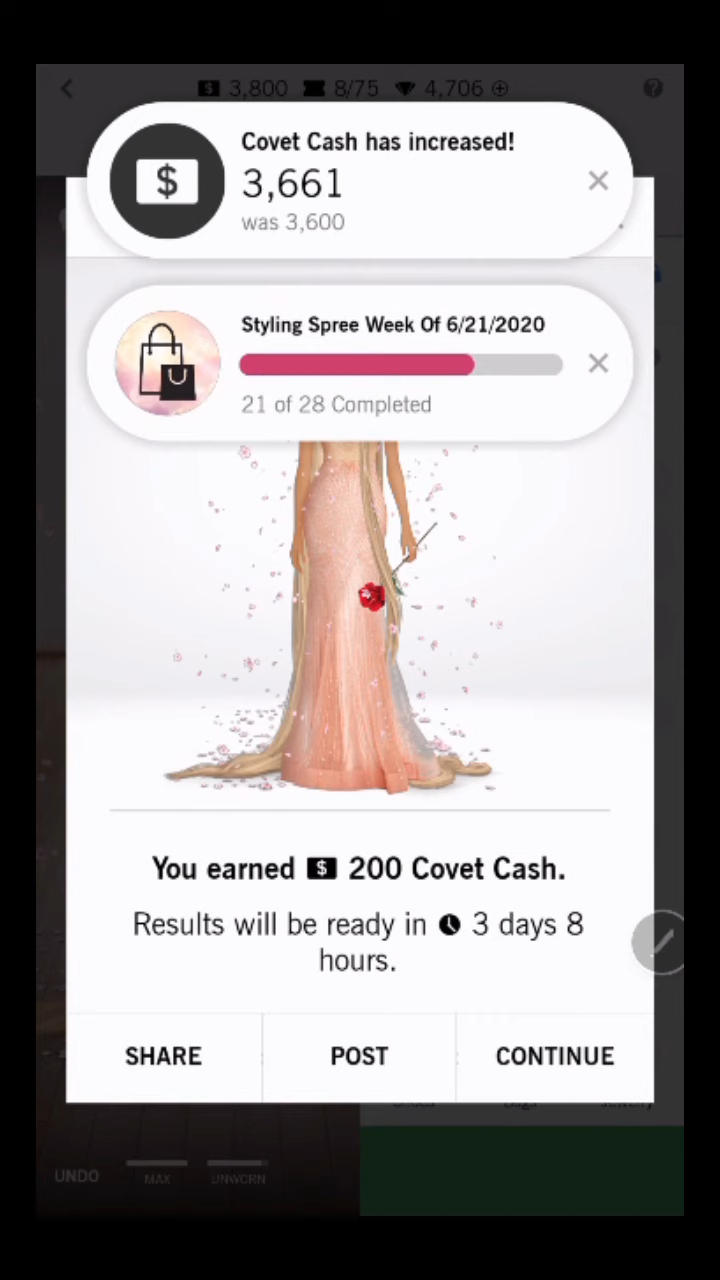 3,800 8/75 4,706
Covet Cash has increased!
3,661
was 3,600
Styling Spree Week Of 6/21/2020
21 of 28 Completed
You earned $ 200 Covet Cash.
Results will be ready in 3 days 8
hours.
SHARE POST CONTINUE
UNDO MAX UNWORN